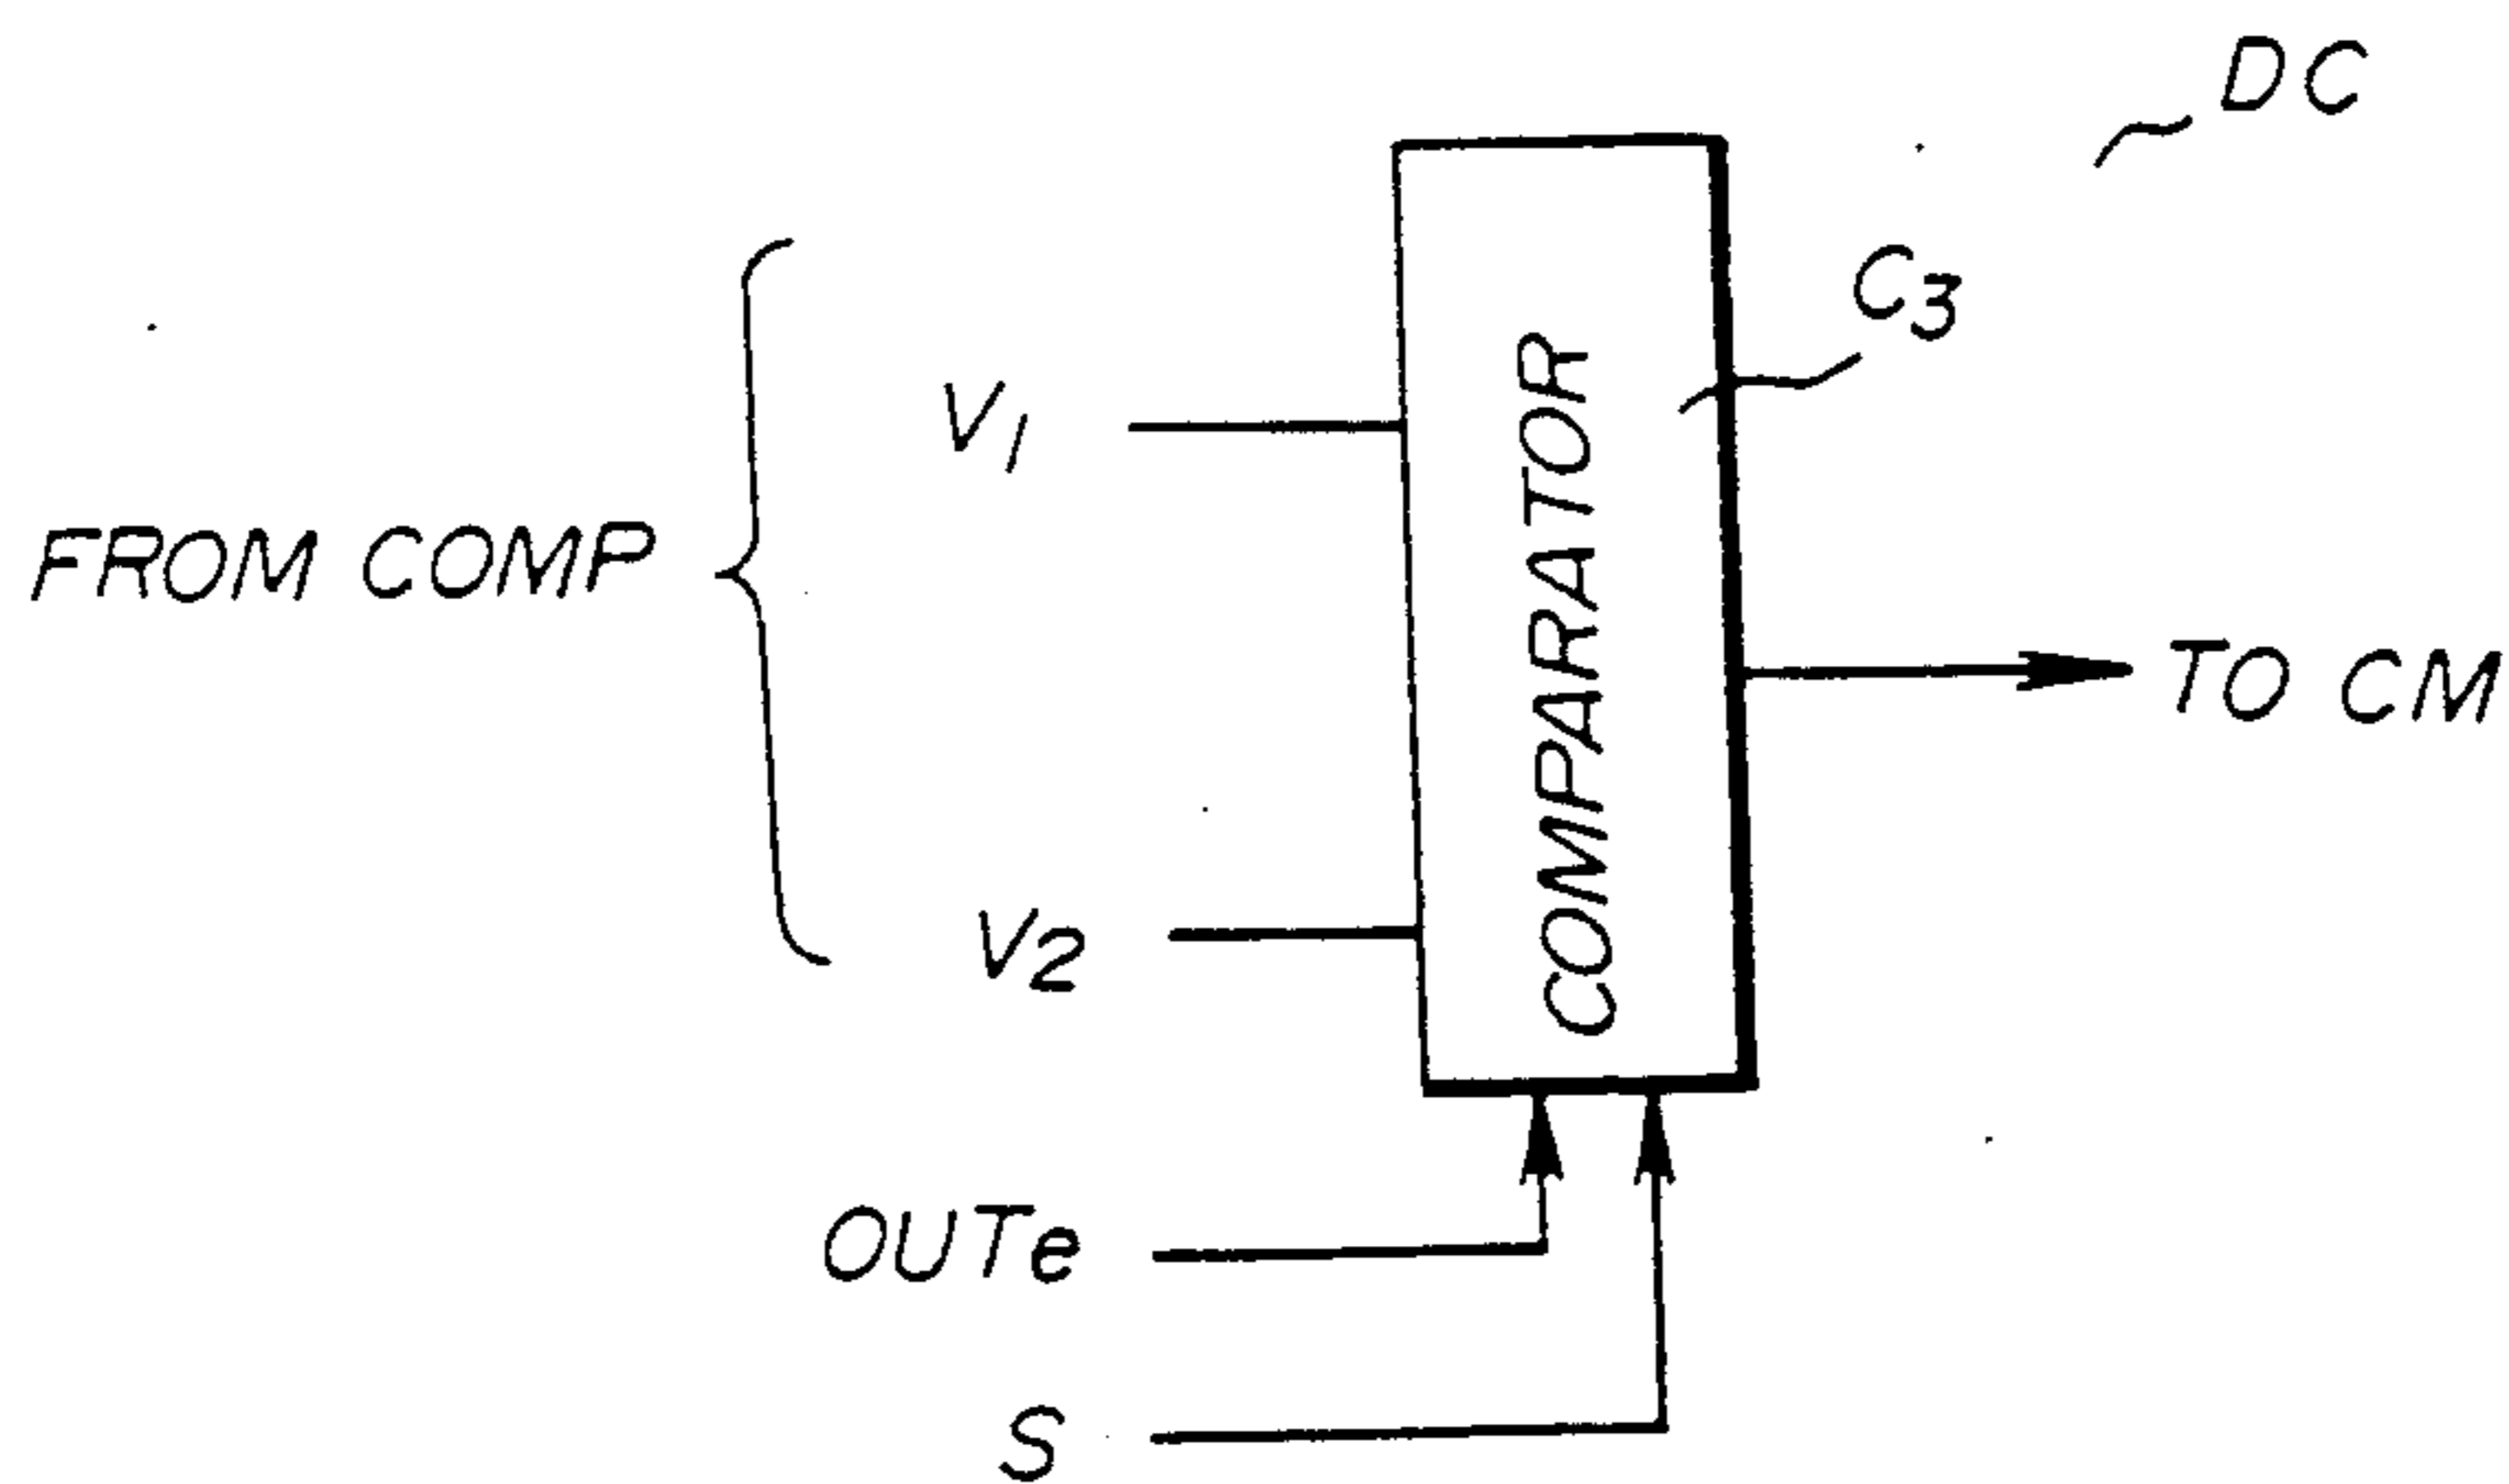 DC
C3
V1
COMPARATOR
FROM COMP
TO CM
V2
OUTe
S